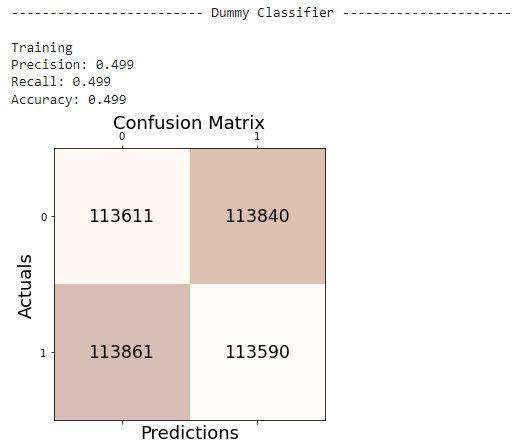 ------------------------- Dummy Classifier ----------------------
Training
Precision: 0.499
Recall: 0.499
Accuracy: 0.499
Confusion Matrix
0 1
0 113611 113840
Actuals
1 113861 113590
Predictions